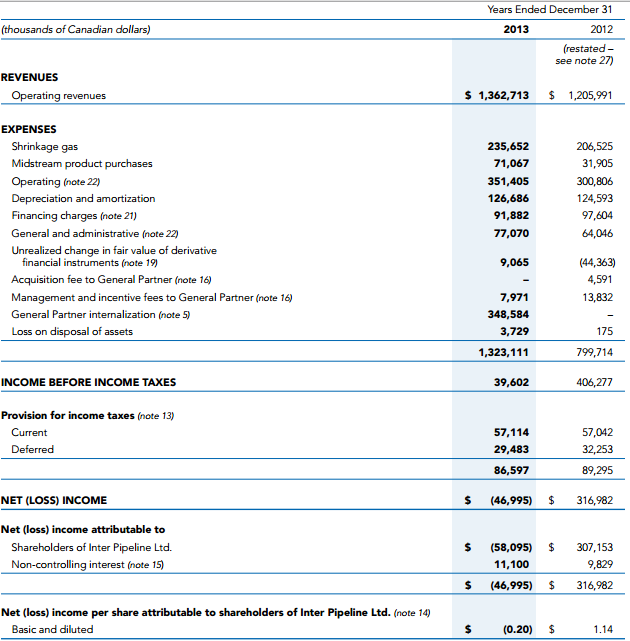 Years Ended December 31
(thousands of Canadian dollars) 2013 2012
(restated –
see note 27)
REVENUES
Operating revenues $ 1,362,713 $ 1,205,991
EXPENSES
Shrinkage gas 235,652 206,525
Midstream product purchases 71,067 31,905
Operating (note 22) 351,405 300,806
Depreciation and amortization 126,686 124,593
Financing charges (note 21) 91,882 97,604
General and administrative (note 22) 77,070 64,046
Unrealized change in fair value of derivative
financial instruments (note 19) 9,065 (44,363)
Acquisition fee to General Partner (note 16) – 4,591
Management and incentive fees to General Partner (note 16) 7,971 13,832
General Partner internalization (note 5) 348,584 –
Loss on disposal of assets 3,729 175
1,323,111 799,714
INCOME BEFORE INCOME TAXES 39,602 406,277
Provision for income taxes (note 13)
Current 57,114 57,042
Deferred 29,483 32,253
86,597 89,295
NET (LOSS) INCOME $ (46,995) $ 316,982
Net (loss) income attributable to
Shareholders of Inter Pipeline Ltd. $ (58,095) $ 307,153
Non-controlling interest (note 15) 11,100 9,829
$ (46,995) $ 316,982
Net (loss) income per share attributable to shareholders of Inter Pipeline Ltd. (note 14)
Basic and diluted $ (0.20) $ 1.14